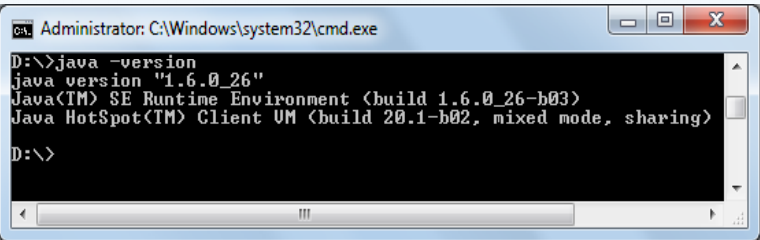 Administrator: C:\Windows\system32\cmd.exe
D:\>java -version
java version "1.6.0_26"
Java(TM) SE Runtime Environment (build 1.6.0_26-b03)
Java HotSpot(TM) Client VM (build 20.1-b02, mixed mode, sharing)
D:\>